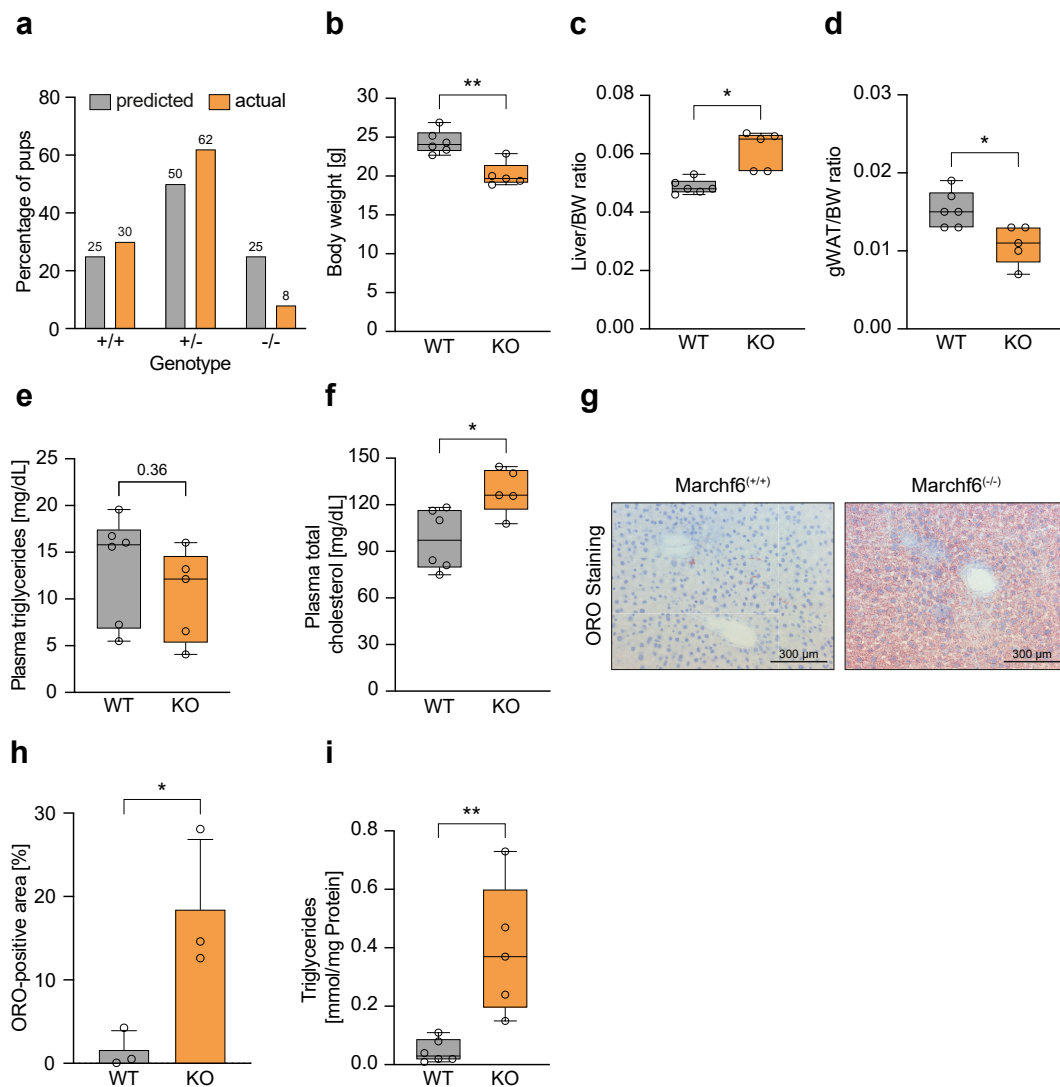 a
predicted
actual
Percentage of pups
80
60
40
20
0
25
30
50
62
25
8
+/+
+/-
-/-
Genotype
b
**
Body weight [g]
30
25
20
15
10
5
0
WT
KO
c
*
Liver/BW ratio
0.08
0.06
0.04
0.02
0.00
WT
KO
d
*
gWAT/BW ratio
0.03
0.02
0.01
0.00
WT
KO
e
0.36
Plasma triglycerides [mg/dL]
25
20
15
10
5
0
WT
KO
f
*
Plasma total
cholesterol [mg/dL]
150
120
90
60
30
0
WT
KO
g
Marchf6(+/+)
Marchf6(-/-)
ORO Staining
300 µm
300 µm
h
*
ORO-positive area [%]
30
20
10
0
WT
KO
i
**
Triglycerides
[mmol/mg Protein]
0.8
0.6
0.4
0.2
0.0
WT
KO